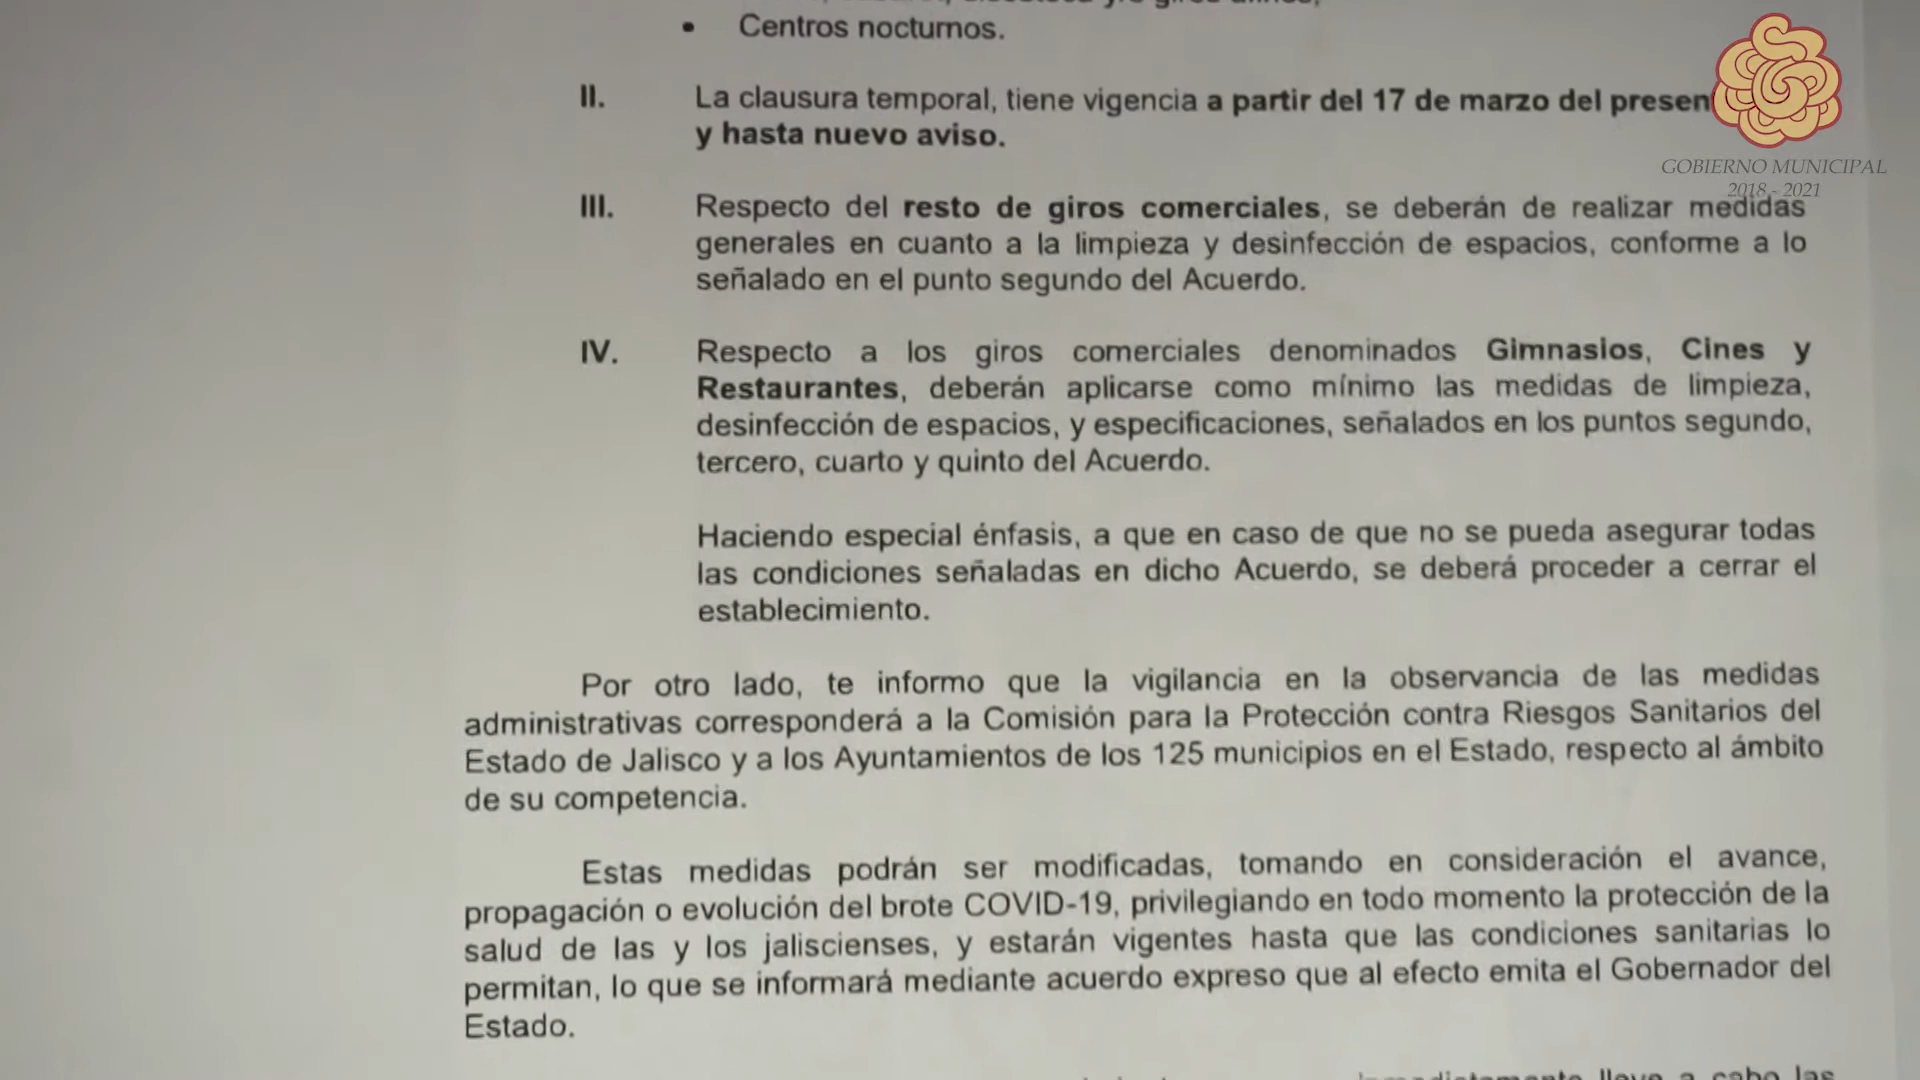 Centros nocturnos.
II. La clausura temporal, tiene vigencia a partir del 17 de marzo del presen
y hasta nuevo aviso.
GOBIERNO MUNICIPAL
2018 - 2021
III. Respecto del resto de giros comerciales, se deberán de realizar medidas
generales en cuanto a la limpieza y desinfección de espacios, conforme a lo
señalado en el punto segundo del Acuerdo.
IV. Respecto a los giros comerciales denominados Gimnasios, Cines y
Restaurantes, deberán aplicarse como mínimo las medidas de limpieza,
desinfección de espacios, y especificaciones, señalados en los puntos segundo,
tercero, cuarto y quinto del Acuerdo.
Haciendo especial énfasis, a que en caso de que no se pueda asegurar todas
las condiciones señaladas en dicho Acuerdo, se deberá proceder a cerrar el
establecimiento.
Por otro lado, te informo que la vigilancia en la observancia de las medidas
administrativas corresponderá a la Comisión para la Protección contra Riesgos Sanitarios del
Estado de Jalisco y a los Ayuntamientos de los 125 municipios en el Estado, respecto al ámbito
de su competencia.
Estas medidas podrán ser modificadas, tomando en consideración el avance,
propagación o evolución del brote COVID-19, privilegiando en todo momento la protección de la
salud de las y los jaliscienses, y estarán vigentes hasta que las condiciones sanitarias lo
permitan, lo que se informará mediante acuerdo expreso que al efecto emita el Gobernador del
Estado.
lleve a cabo las